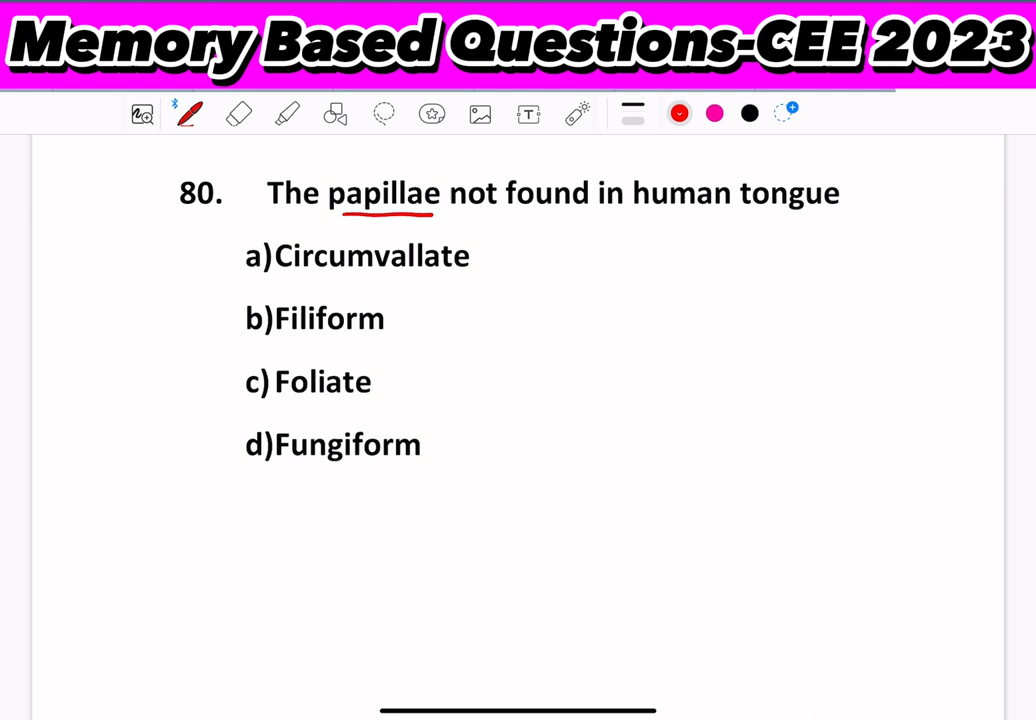 Memory Based Questions-CEE 2023
80. The papillae not found in human tongue
a)Circumvallate
b)Filiform
c) Foliate
d)Fungiform